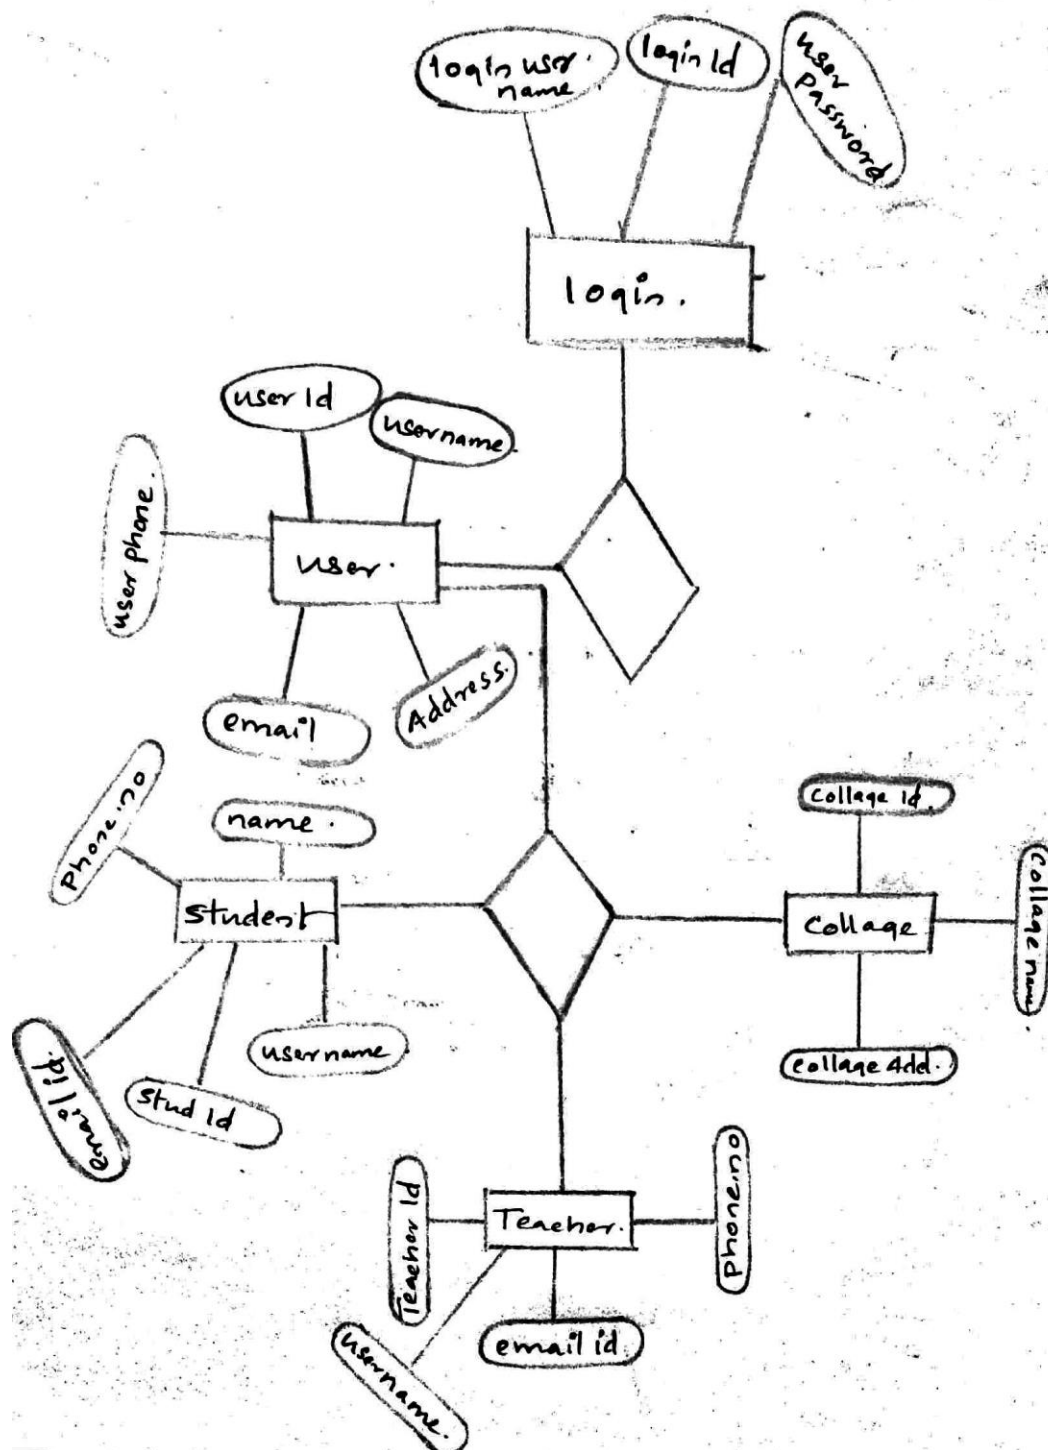 login user.
name
login Id
user
password
login.
user Id
username.
user phone.
user.
email
Address.
Phone.no
name.
student
email id.
stud Id
username
collage id.
collage
collage name.
collage Add.
Teacher Id
Teacher.
Phone.no
username.
email id.